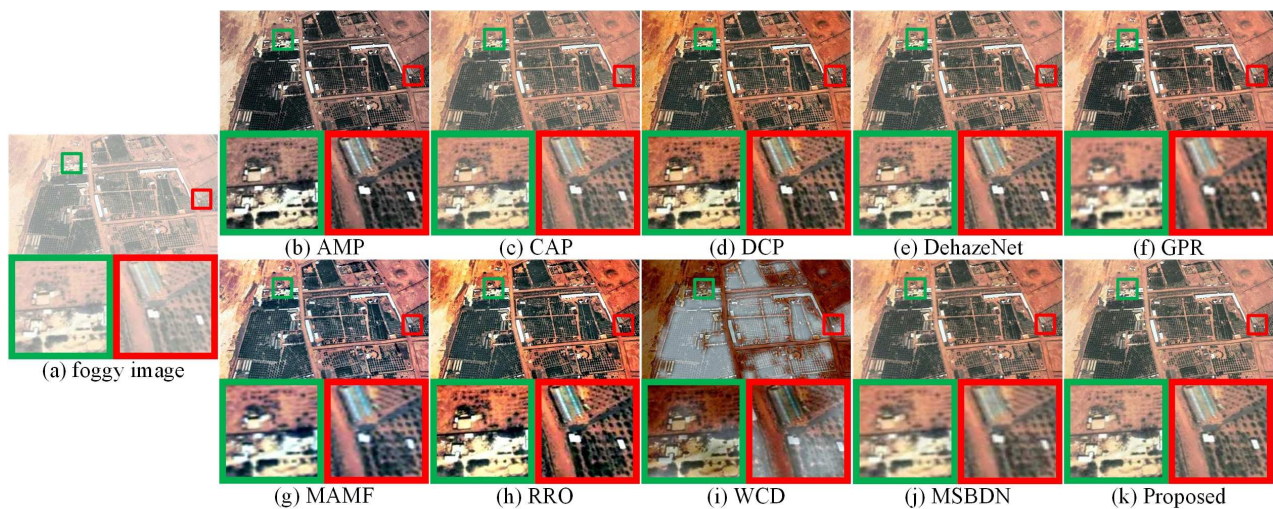 (b) AMP
(c) CAP
(d) DCP
(e) DehazeNet
(f) GPR
(a) foggy image
(g) MAMF
(h) RRO
(i) WCD
(j) MSBDN
(k) Proposed